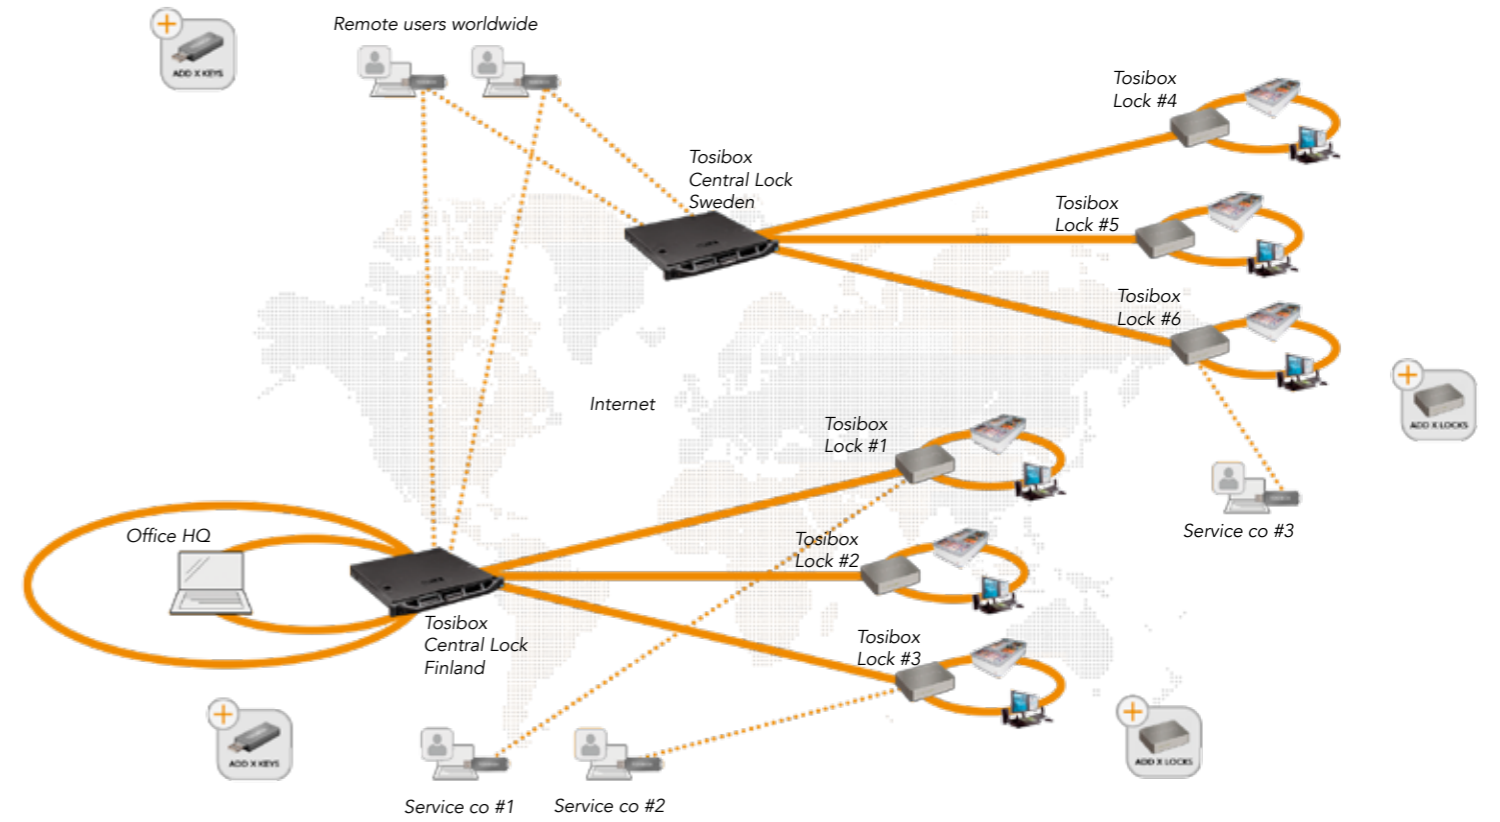 Remote users worldwide
ADD X KEYS
Tosibox
Lock #4
Tosibox
Central Lock
Sweden
Tosibox
Lock #5
Tosibox
Lock #6
Internet
ADD X LOCKS
Tosibox
Lock #1
Service co #3
Office HQ
Tosibox
Lock #2
Tosibox
Central Lock
Finland
Tosibox
Lock #3
ADD X KEYS
ADD X LOCKS
Service co #1
Service co #2